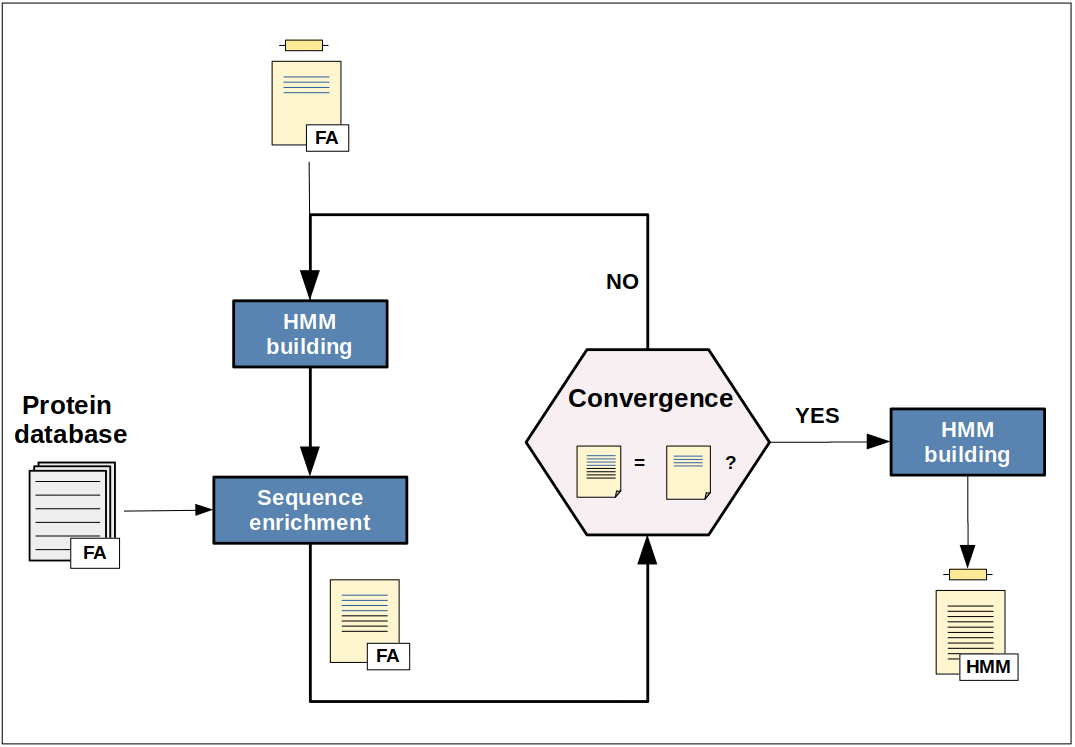 FA
NO
HMM
building
Protein
database
FA
Sequence
enrichment
FA
Convergence
= ?
YES
HMM
building
HMM